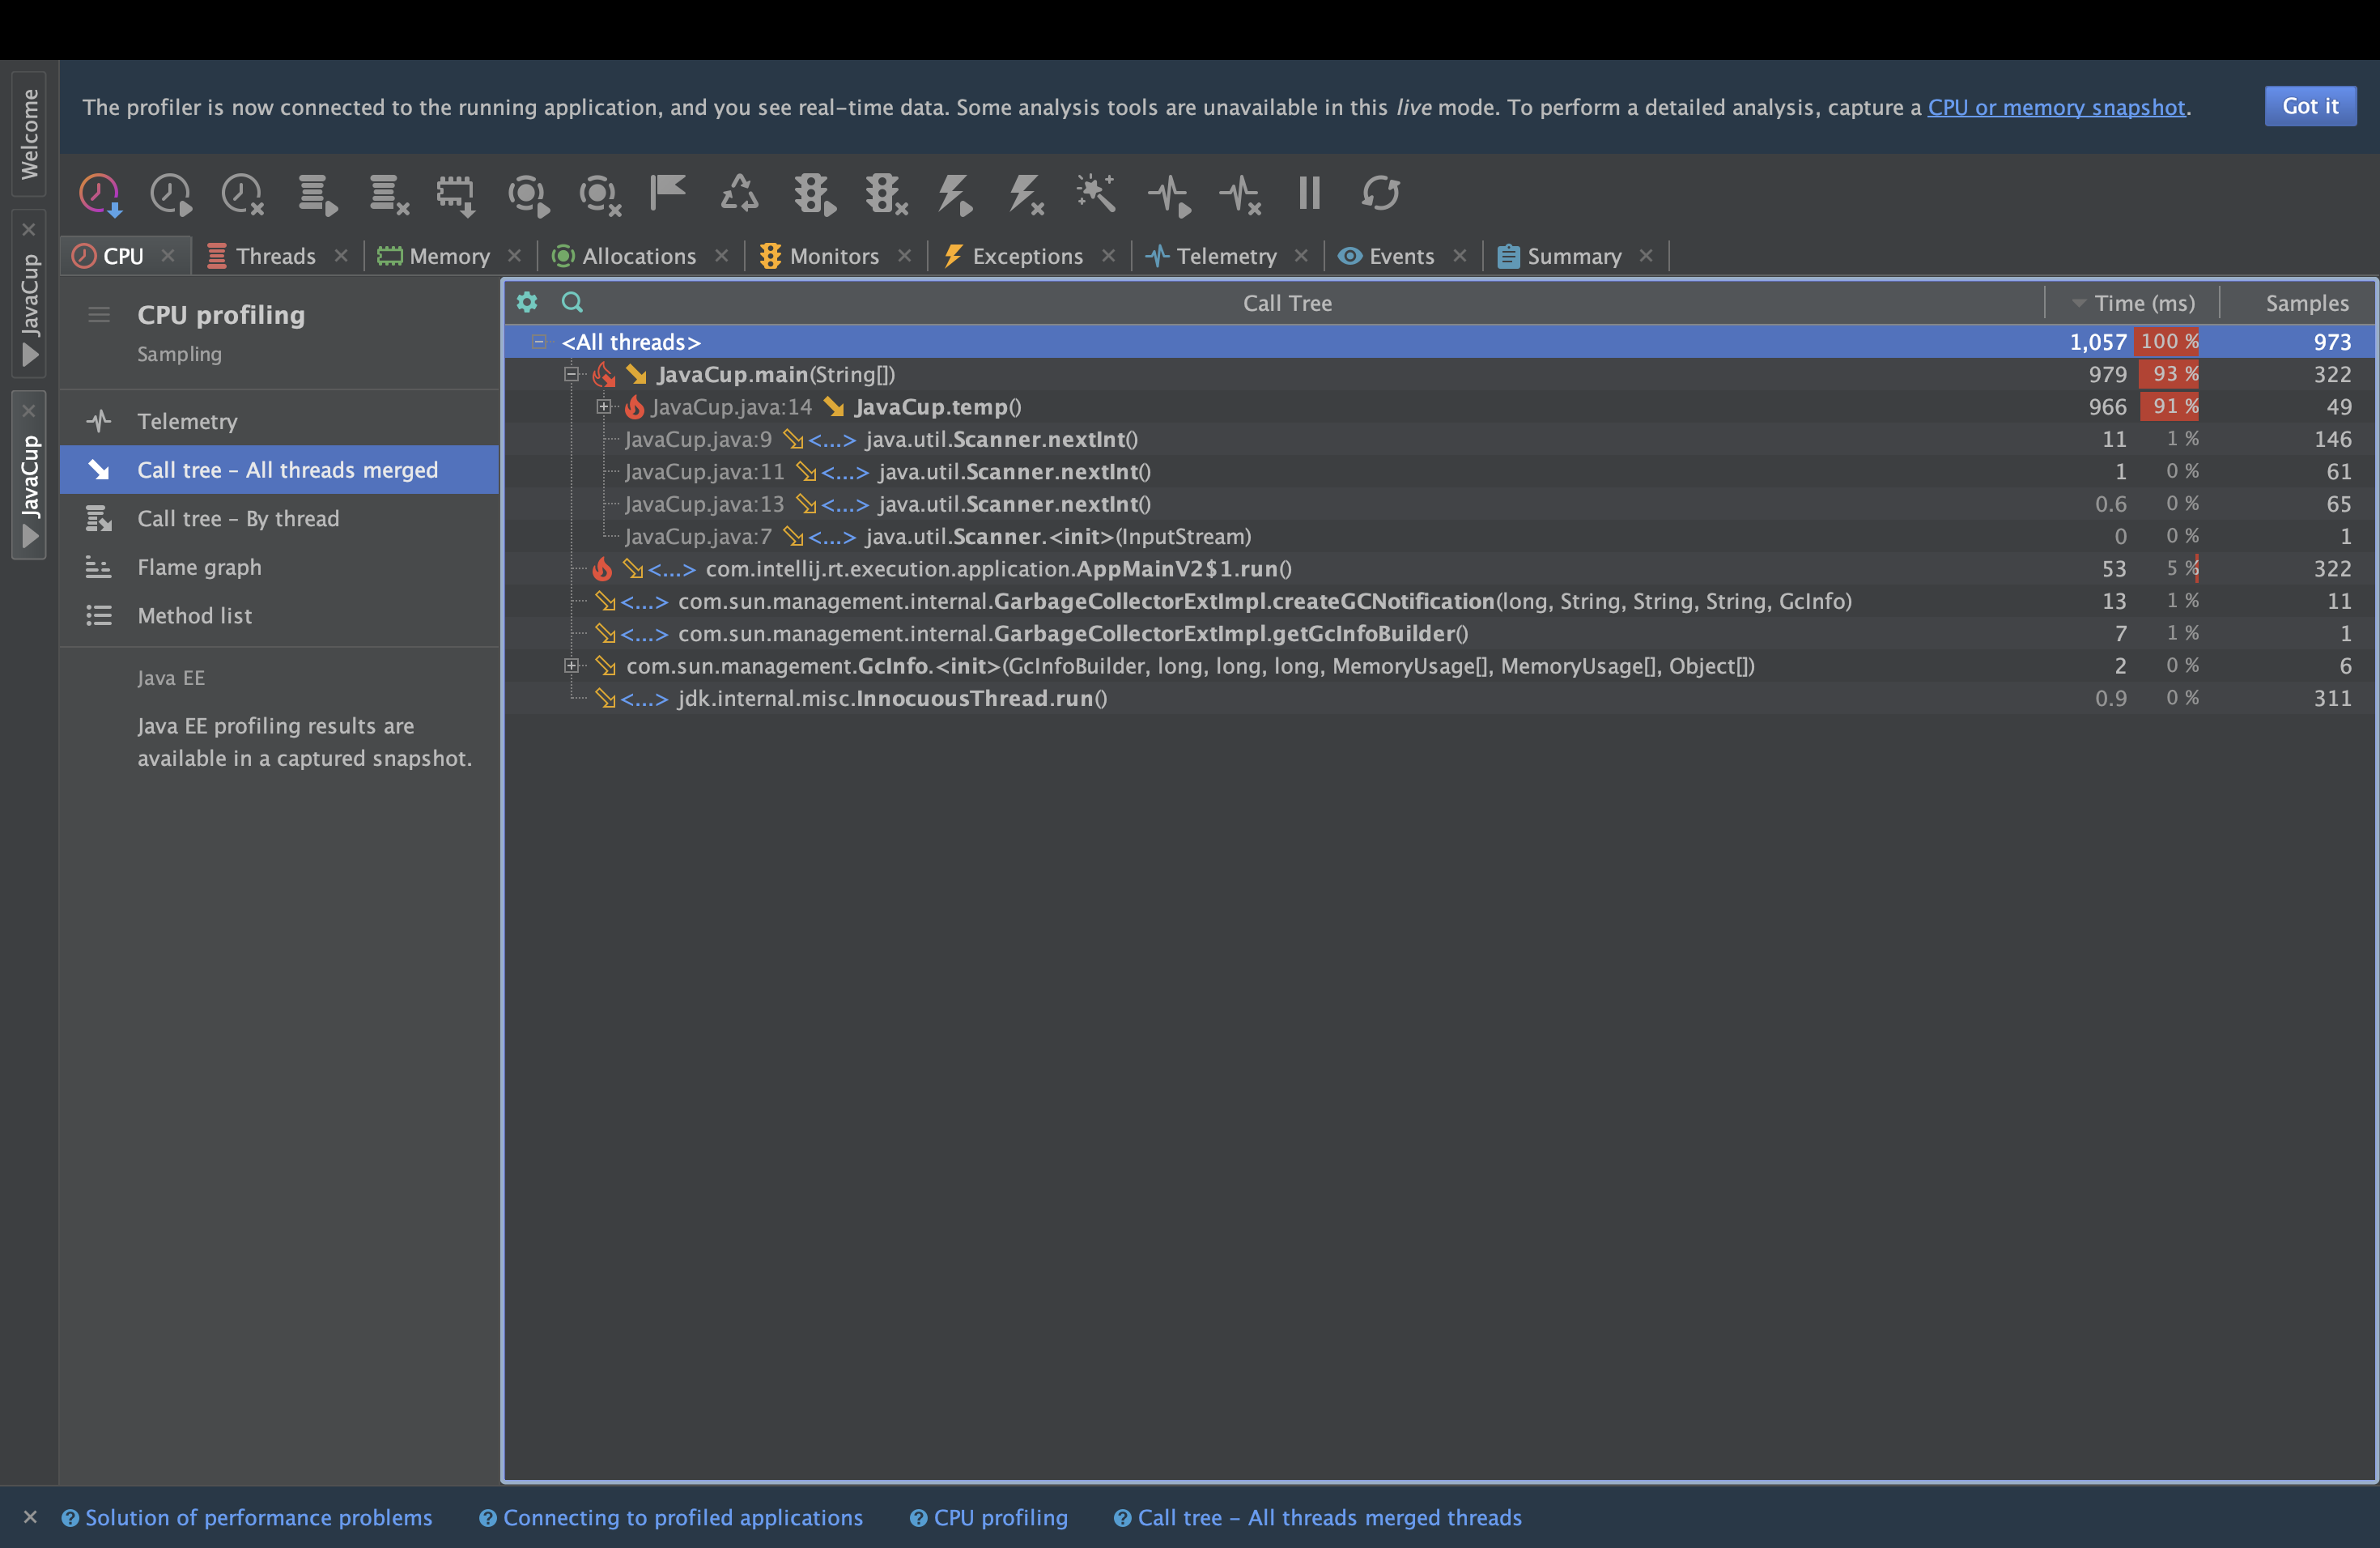 The profiler is now connected to the running application, and you see real-time data. Some analysis tools are unavailable in this live mode. To perform a detailed analysis, capture a CPU or memory snapshot.
Got it
Welcome
JavaCup
JavaCup
CPU
Threads
Memory
Allocations
Monitors
Exceptions
Telemetry
Events
Summary
CPU profiling
Sampling
Telemetry
Call tree – All threads merged
Call tree – By thread
Flame graph
Method list
Java EE
Java EE profiling results are
available in a captured snapshot.
Call Tree Time (ms) Samples
<All threads> 1,057 100 % 973
JavaCup.main(String[]) 979 93 % 322
JavaCup.java:14 JavaCup.temp() 966 91 % 49
JavaCup.java:9 <...> java.util.Scanner.nextInt() 11 1 % 146
JavaCup.java:11 <...> java.util.Scanner.nextInt() 1 0 % 61
JavaCup.java:13 <...> java.util.Scanner.nextInt() 0.6 0 % 65
JavaCup.java:7 <...> java.util.Scanner.<init>(InputStream) 0 0 % 1
<...> com.intellij.rt.execution.application.AppMainV2$1.run() 53 5 % 322
<...> com.sun.management.internal.GarbageCollectorExtImpl.createGCNotification(long, String, String, String, GcInfo) 13 1 % 11
<...> com.sun.management.internal.GarbageCollectorExtImpl.getGcInfoBuilder() 7 1 % 1
com.sun.management.GcInfo.<init>(GcInfoBuilder, long, long, long, MemoryUsage[], MemoryUsage[], Object[]) 2 0 % 6
<...> jdk.internal.misc.InnocuousThread.run() 0.9 0 % 311
Solution of performance problems
Connecting to profiled applications
CPU profiling
Call tree – All threads merged threads